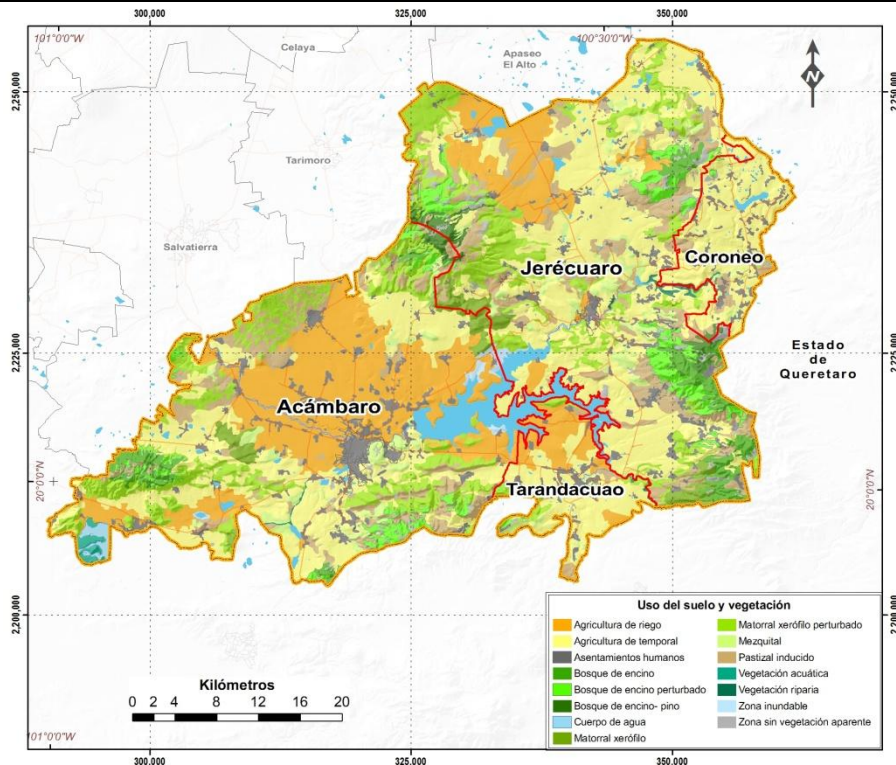 300,000 325,000 350,000
101°0'0"W 100°30'0"W
Celaya
Apaseo
El Alto
N
2,250,000 2,250,000
Tarimoro
Salvatierra
Coroneo
Jerécuaro
Estado
de
Queretaro
2,225,000 2,225,000
Acámbaro
Tarandacuao
20°0'0"N 20°0'0"N
2,200,000 2,200,000
Uso del suelo y vegetación
Agricultura de riego
Agricultura de temporal
Asentamientos humanos
Bosque de encino
Bosque de encino perturbado
Bosque de encino- pino
Cuerpo de agua
Matorral xerófilo
Matorral xerófilo perturbado
Mezquital
Pastizal inducido
Vegetación acuática
Vegetación riparia
Zona inundable
Zona sin vegetación aparente
Kilómetros
0 2 4 8 12 16 20
101°0'0"W 100°30'0"W
300,000 325,000 350,000